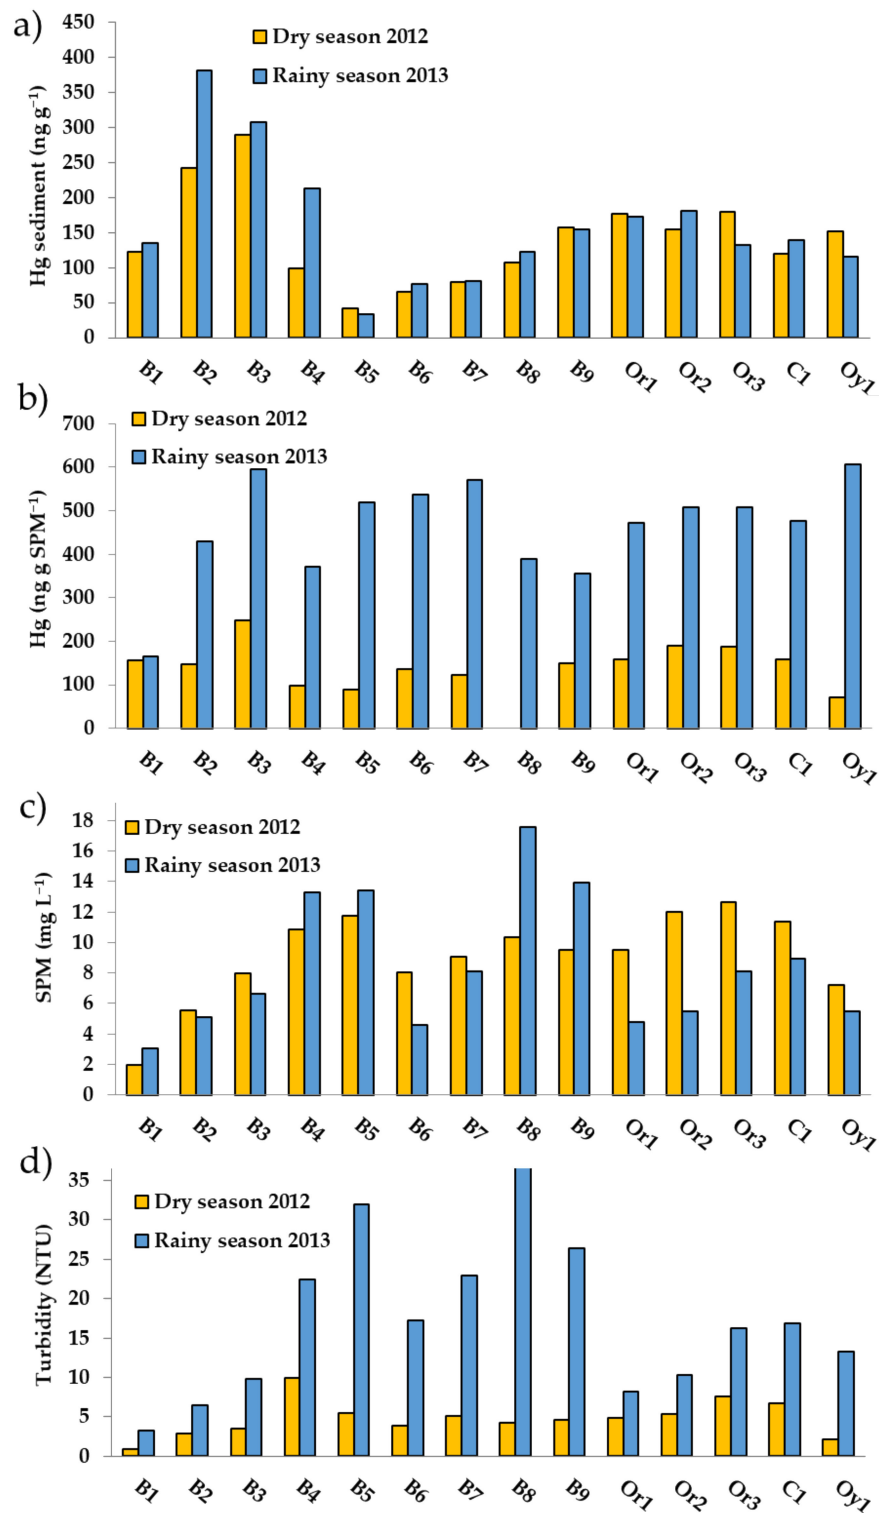 a)
Hg sediment (ng g⁻¹)
450
400
350
300
250
200
150
100
50
0
Dry season 2012
Rainy season 2013
B1 B2 B3 B4 B5 B6 B7 B8 B9 Or1 Or2 Or3 C1 Oy1
b)
Hg (ng g SPM⁻¹)
700
600
500
400
300
200
100
0
Dry season 2012
Rainy season 2013
B1 B2 B3 B4 B5 B6 B7 B8 B9 Or1 Or2 Or3 C1 Oy1
c)
SPM (mg L⁻¹)
18
16
14
12
10
8
6
4
2
0
Dry season 2012
Rainy season 2013
B1 B2 B3 B4 B5 B6 B7 B8 B9 Or1 Or2 Or3 C1 Oy1
d)
Turbidity (NTU)
35
30
25
20
15
10
5
0
Dry season 2012
Rainy season 2013
B1 B2 B3 B4 B5 B6 B7 B8 B9 Or1 Or2 Or3 C1 Oy1